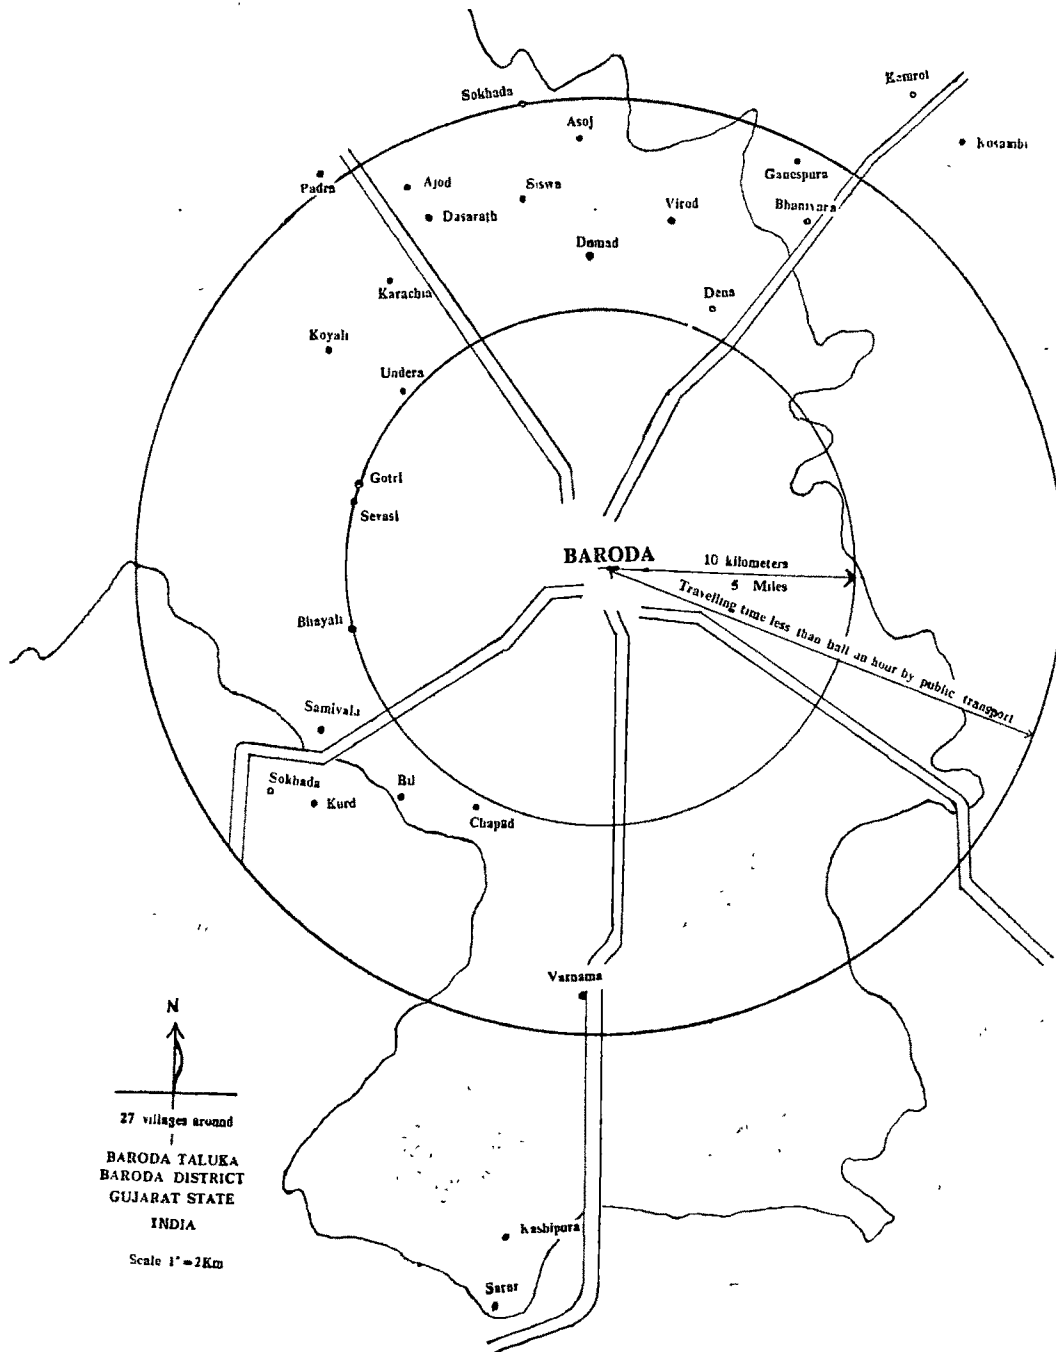 Kamrol
Sokhada
Asoj
Kosambi
Ganespura
Padra
Ajod
Siswa
Dasarath
Virod
Bhanivara
Dumad
Karachia
Dena
Koyali
Undera
Gotri
Sevasi
BARODA
10 kilometers
5 Miles
Travelling time less than half an hour by public transport
Bhayali
Samivala
Sokhada
Kurd
Bil
Chapad
Varnama
N
27 villages around
BARODA TALUKA
BARODA DISTRICT
GUJARAT STATE
INDIA
Scale 1"=2Km
Kashipura
Sarar